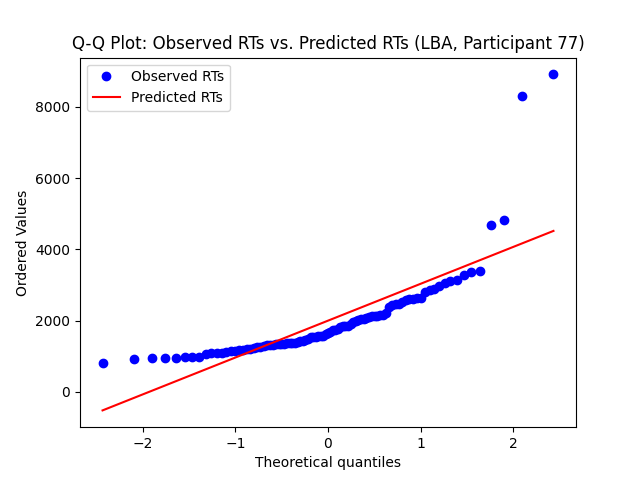 Q-Q Plot: Observed RTs vs. Predicted RTs (LBA, Participant 77)
Observed RTs
Predicted RTs
8000
6000
4000
2000
0
Ordered Values
−2
−1
0
1
2
Theoretical quantiles